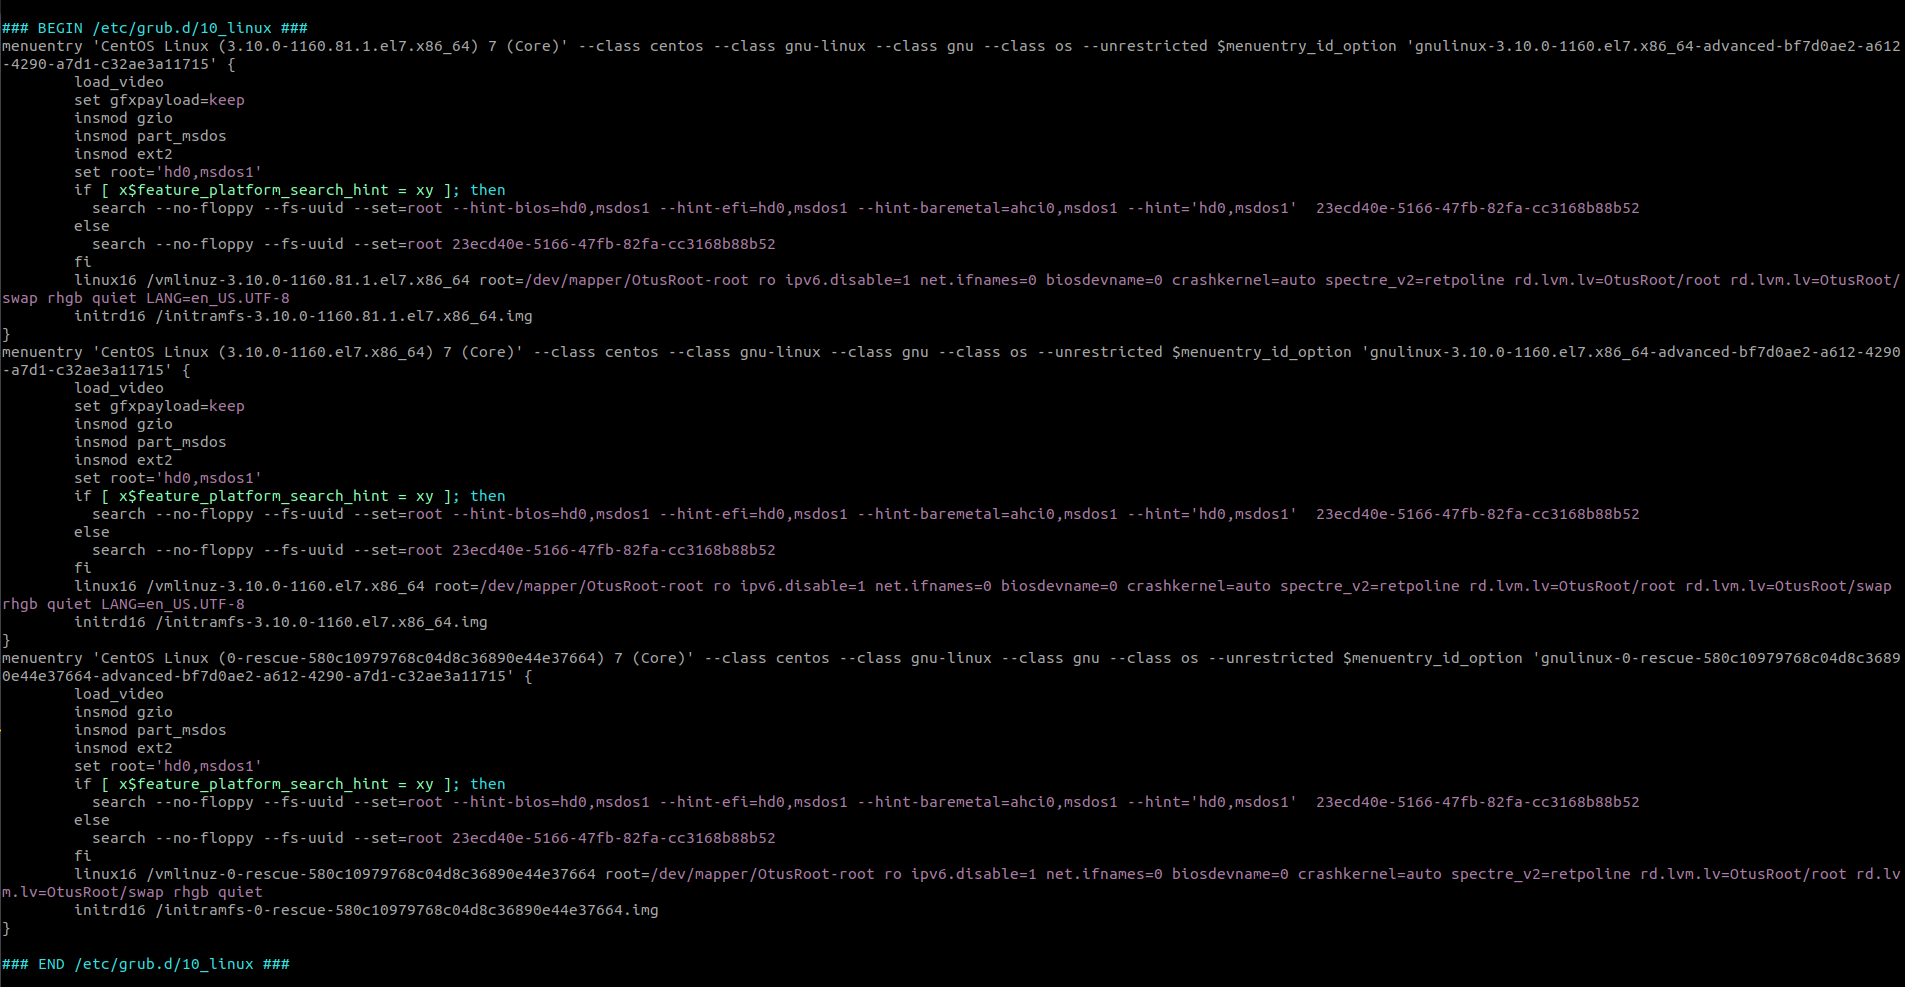 ### BEGIN /etc/grub.d/10_linux ###
menuentry 'CentOS Linux (3.10.0-1160.81.1.el7.x86_64) 7 (Core)' --class centos --class gnu-linux --class gnu --class os --unrestricted $menuentry_id_option 'gnulinux-3.10.0-1160.el7.x86_64-advanced-bf7d0ae2-a612
-4290-a7d1-c32ae3a11715' {
        load_video
        set gfxpayload=keep
        insmod gzio
        insmod part_msdos
        insmod ext2
        set root='hd0,msdos1'
        if [ x$feature_platform_search_hint = xy ]; then
          search --no-floppy --fs-uuid --set=root --hint-bios=hd0,msdos1 --hint-efi=hd0,msdos1 --hint-baremetal=ahci0,msdos1 --hint='hd0,msdos1'  23ecd40e-5166-47fb-82fa-cc3168b88b52
        else
          search --no-floppy --fs-uuid --set=root 23ecd40e-5166-47fb-82fa-cc3168b88b52
        fi
        linux16 /vmlinuz-3.10.0-1160.81.1.el7.x86_64 root=/dev/mapper/OtusRoot-root ro ipv6.disable=1 net.ifnames=0 biosdevname=0 crashkernel=auto spectre_v2=retpoline rd.lvm.lv=OtusRoot/root rd.lvm.lv=OtusRoot/
swap rhgb quiet LANG=en_US.UTF-8
        initrd16 /initramfs-3.10.0-1160.81.1.el7.x86_64.img
}
menuentry 'CentOS Linux (3.10.0-1160.el7.x86_64) 7 (Core)' --class centos --class gnu-linux --class gnu --class os --unrestricted $menuentry_id_option 'gnulinux-3.10.0-1160.el7.x86_64-advanced-bf7d0ae2-a612-4290
-a7d1-c32ae3a11715' {
        load_video
        set gfxpayload=keep
        insmod gzio
        insmod part_msdos
        insmod ext2
        set root='hd0,msdos1'
        if [ x$feature_platform_search_hint = xy ]; then
          search --no-floppy --fs-uuid --set=root --hint-bios=hd0,msdos1 --hint-efi=hd0,msdos1 --hint-baremetal=ahci0,msdos1 --hint='hd0,msdos1'  23ecd40e-5166-47fb-82fa-cc3168b88b52
        else
          search --no-floppy --fs-uuid --set=root 23ecd40e-5166-47fb-82fa-cc3168b88b52
        fi
        linux16 /vmlinuz-3.10.0-1160.el7.x86_64 root=/dev/mapper/OtusRoot-root ro ipv6.disable=1 net.ifnames=0 biosdevname=0 crashkernel=auto spectre_v2=retpoline rd.lvm.lv=OtusRoot/root rd.lvm.lv=OtusRoot/swap
rhgb quiet LANG=en_US.UTF-8
        initrd16 /initramfs-3.10.0-1160.el7.x86_64.img
}
menuentry 'CentOS Linux (0-rescue-580c10979768c04d8c36890e44e37664) 7 (Core)' --class centos --class gnu-linux --class gnu --class os --unrestricted $menuentry_id_option 'gnulinux-0-rescue-580c10979768c04d8c3689
0e44e37664-advanced-bf7d0ae2-a612-4290-a7d1-c32ae3a11715' {
        load_video
        insmod gzio
        insmod part_msdos
        insmod ext2
        set root='hd0,msdos1'
        if [ x$feature_platform_search_hint = xy ]; then
          search --no-floppy --fs-uuid --set=root --hint-bios=hd0,msdos1 --hint-efi=hd0,msdos1 --hint-baremetal=ahci0,msdos1 --hint='hd0,msdos1'  23ecd40e-5166-47fb-82fa-cc3168b88b52
        else
          search --no-floppy --fs-uuid --set=root 23ecd40e-5166-47fb-82fa-cc3168b88b52
        fi
        linux16 /vmlinuz-0-rescue-580c10979768c04d8c36890e44e37664 root=/dev/mapper/OtusRoot-root ro ipv6.disable=1 net.ifnames=0 biosdevname=0 crashkernel=auto spectre_v2=retpoline rd.lvm.lv=OtusRoot/root rd.lv
m.lv=OtusRoot/swap rhgb quiet
        initrd16 /initramfs-0-rescue-580c10979768c04d8c36890e44e37664.img
}
### END /etc/grub.d/10_linux ###